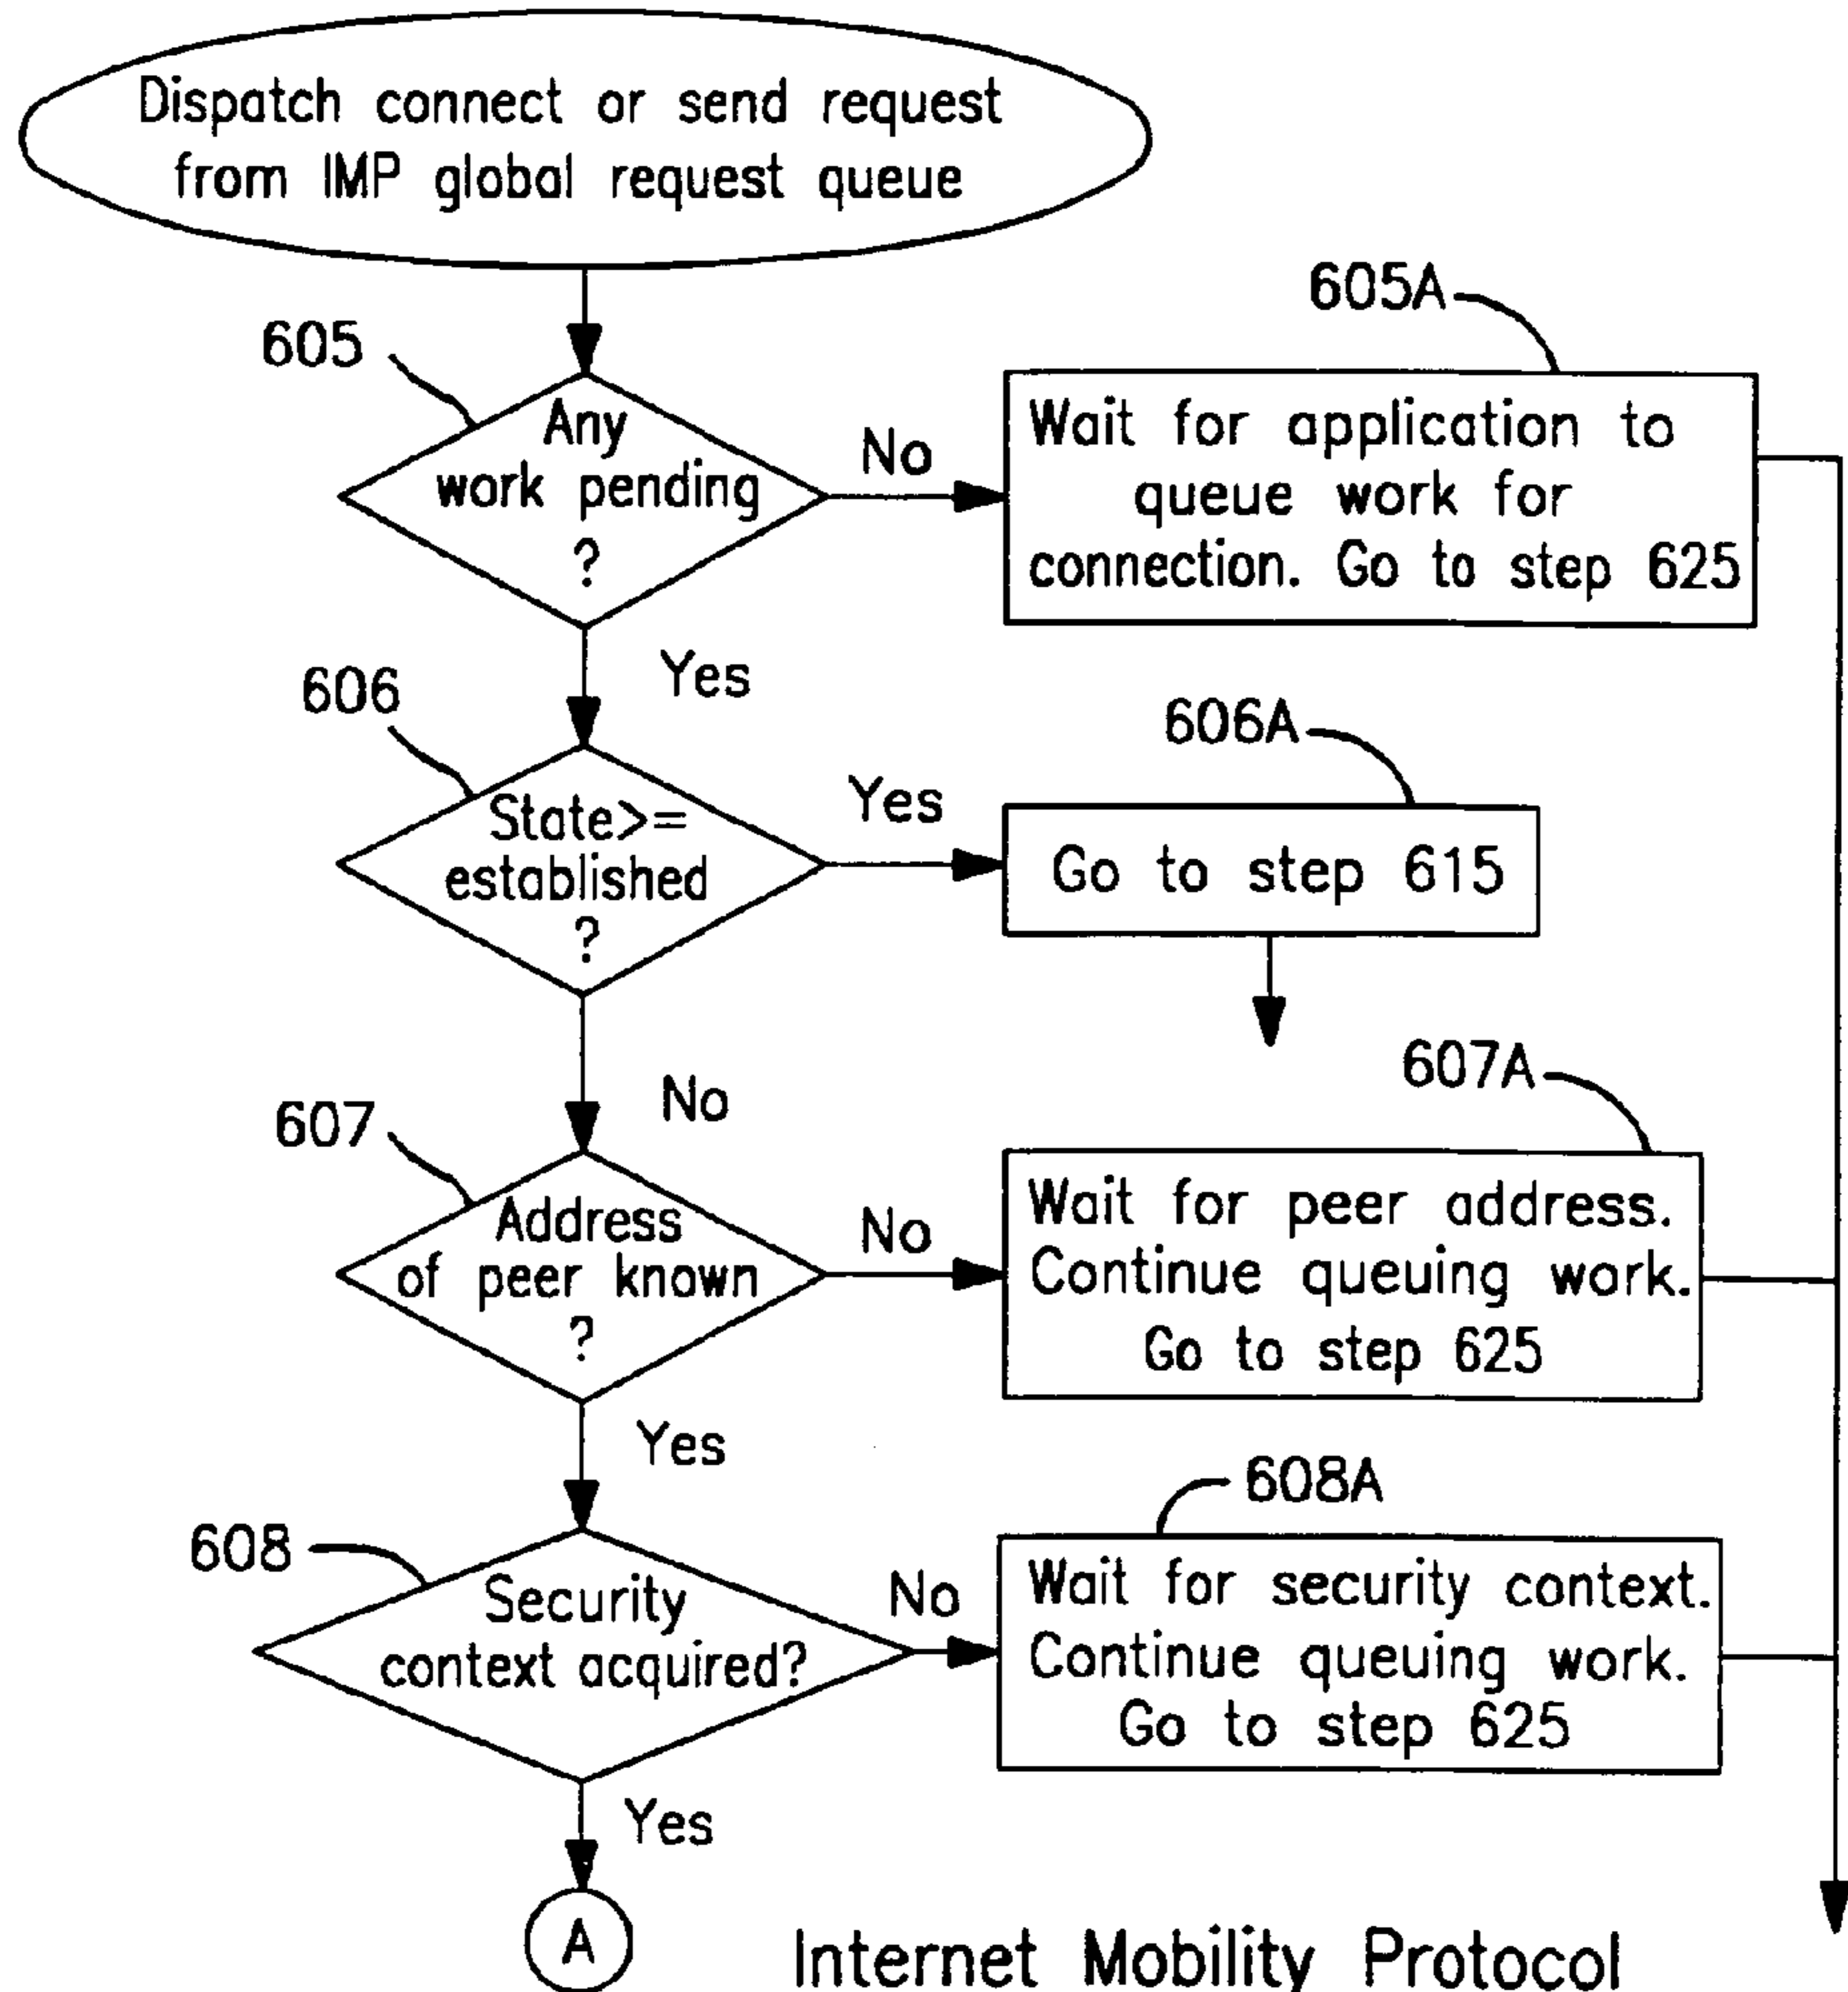 Dispatch connect or send request
from IMP global request queue
605
Any
work pending
?
No
605A
Wait for application to
queue work for
connection. Go to step 625
Yes
606
State>=
established
?
Yes
606A
Go to step 615
No
607
Address
of peer known
?
No
607A
Wait for peer address.
Continue queuing work.
Go to step 625
Yes
608
Security
context acquired?
No
608A
Wait for security context.
Continue queuing work.
Go to step 625
Yes
A
Internet Mobility Protocol